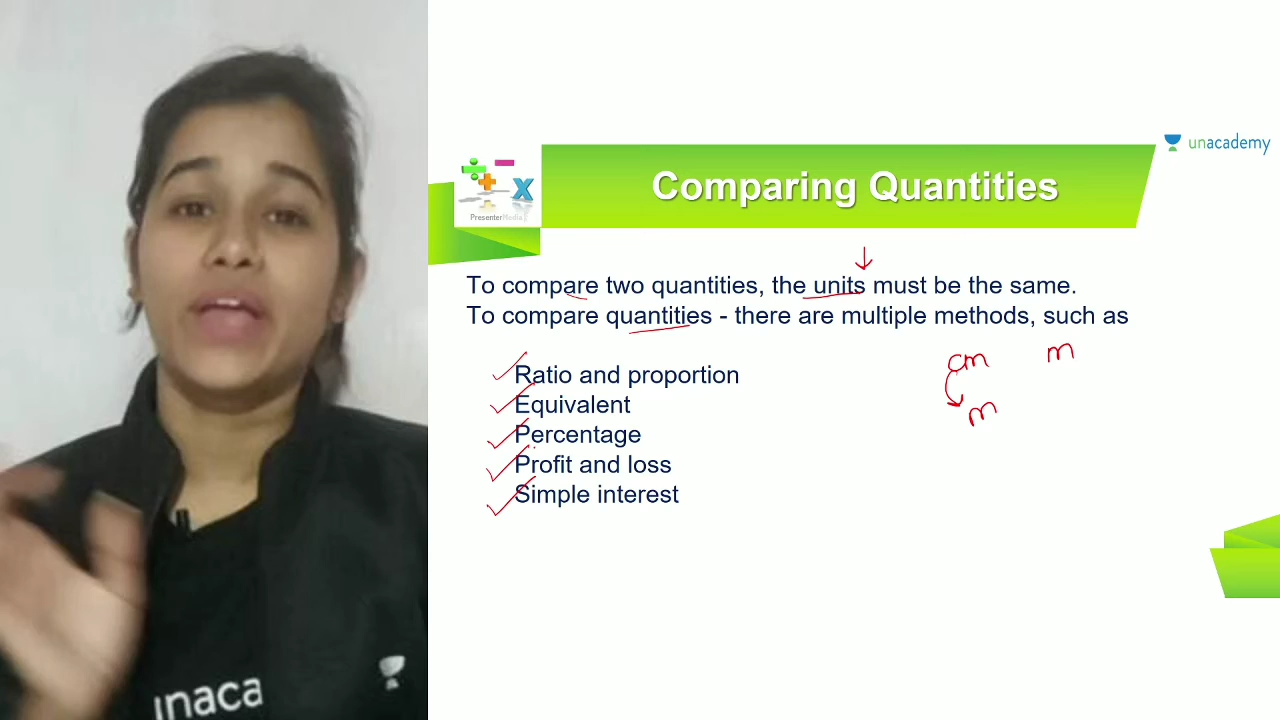 unacademy
Comparing Quantities
PresenterMedia
To compare two quantities, the units must be the same.
To compare quantities - there are multiple methods, such as
cm m
m
Ratio and proportion
Equivalent
Percentage
Profit and loss
Simple interest
unaca